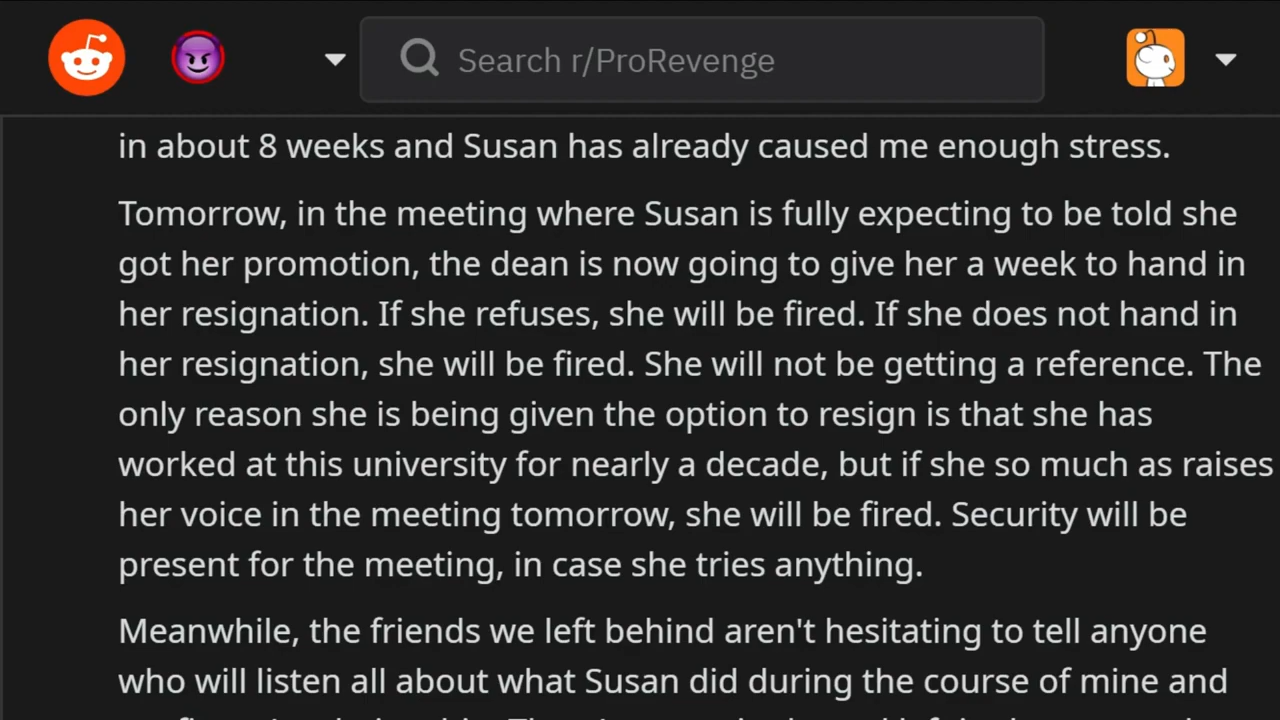 Search r/ProRevenge
in about 8 weeks and Susan has already caused me enough stress.
Tomorrow, in the meeting where Susan is fully expecting to be told she
got her promotion, the dean is now going to give her a week to hand in
her resignation. If she refuses, she will be fired. If she does not hand in
her resignation, she will be fired. She will not be getting a reference. The
only reason she is being given the option to resign is that she has
worked at this university for nearly a decade, but if she so much as raises
her voice in the meeting tomorrow, she will be fired. Security will be
present for the meeting, in case she tries anything.
Meanwhile, the friends we left behind aren't hesitating to tell anyone
who will listen all about what Susan did during the course of mine and